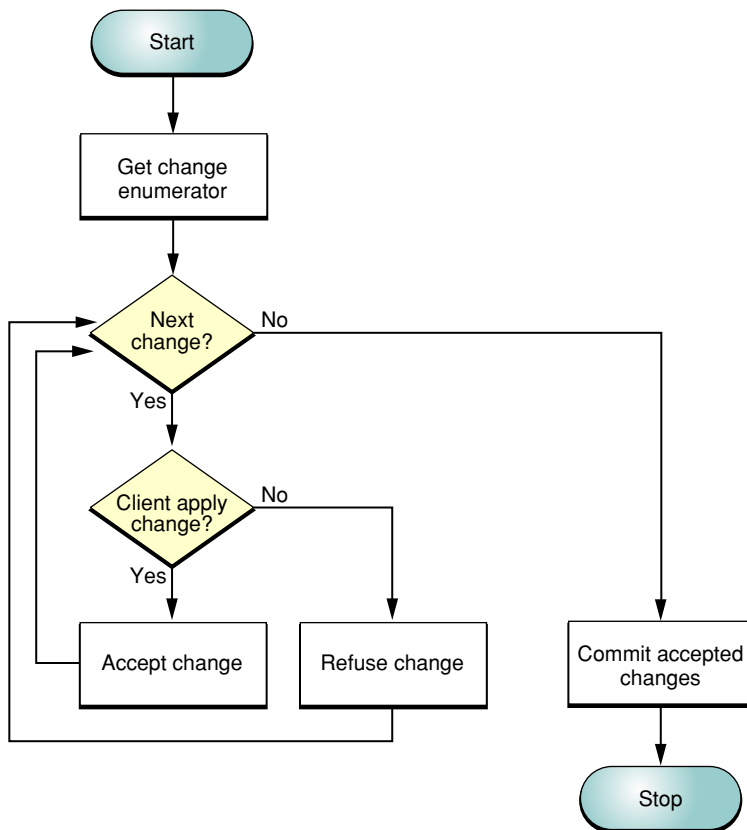 Start
Get change
enumerator
Next
change?
No
Yes
Client apply
change?
No
Yes
Accept change
Refuse change
Commit accepted
changes
Stop